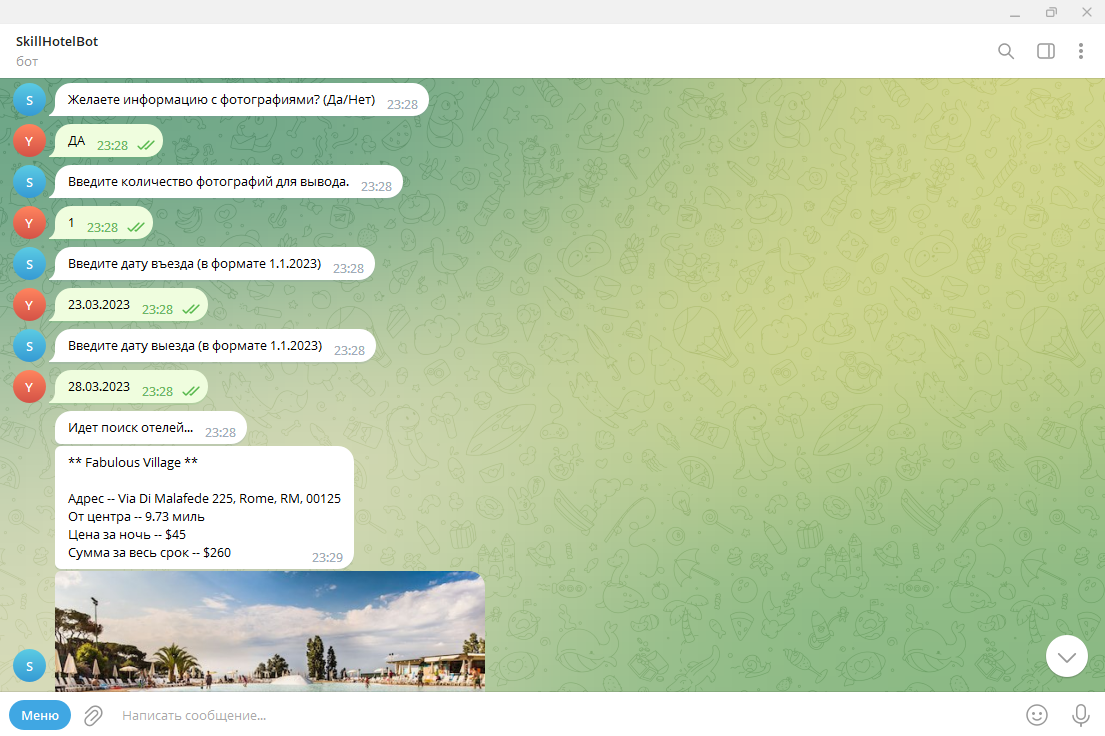 SkillHotelBot
бот
S
Желаете информацию с фотографиями? (Да/Нет) 23:28
Y
ДА 23:28
S
Введите количество фотографий для вывода. 23:28
Y
1 23:28
S
Введите дату въезда (в формате 1.1.2023) 23:28
Y
23.03.2023 23:28
S
Введите дату выезда (в формате 1.1.2023) 23:28
Y
28.03.2023 23:28
Идет поиск отелей... 23:28
** Fabulous Village **
Адрес -- Via Di Malafede 225, Rome, RM, 00125
От центра -- 9.73 миль
Цена за ночь -- $45
Сумма за весь срок -- $260 23:29
S
Меню
Написать сообщение...